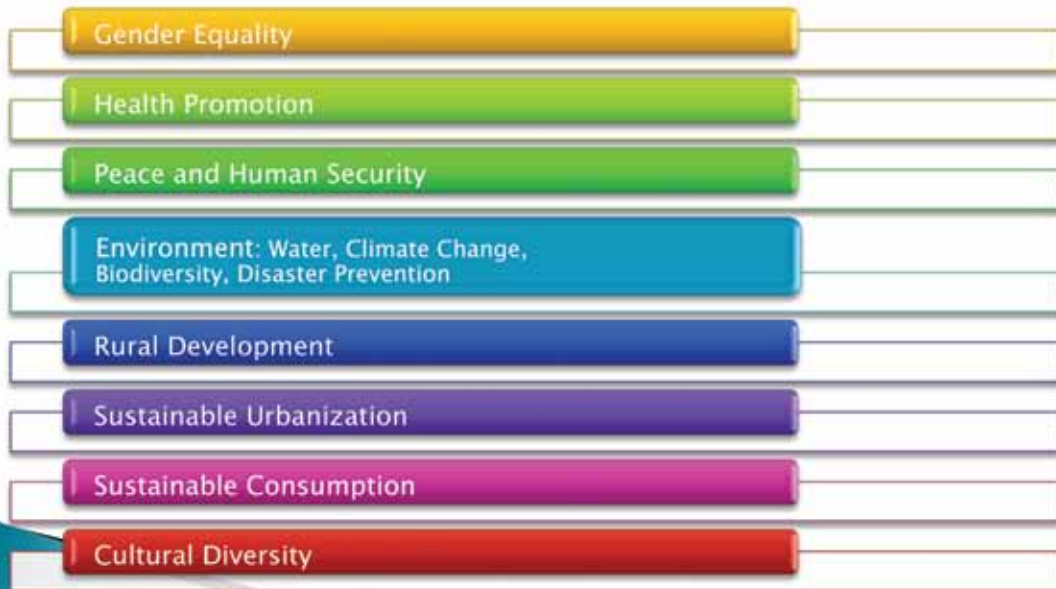 Gender Equality
Health Promotion
Peace and Human Security
Environment: Water, Climate Change,
Biodiversity, Disaster Prevention
Rural Development
Sustainable Urbanization
Sustainable Consumption
Cultural Diversity